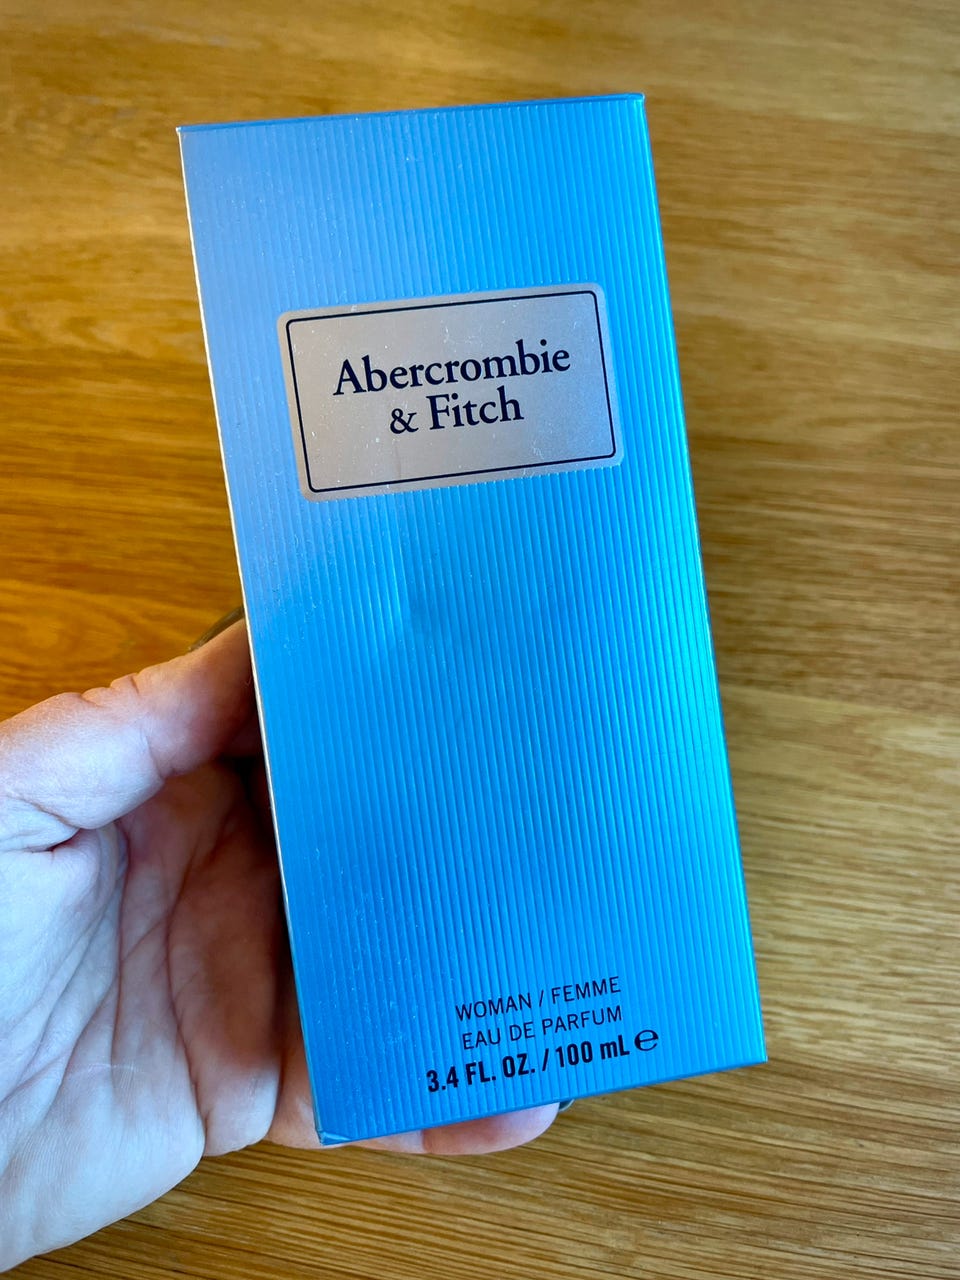 Abercrombie
& Fitch
WOMAN / FEMME
EAU DE PARFUM
3.4 FL. OZ. / 100 mL ℮